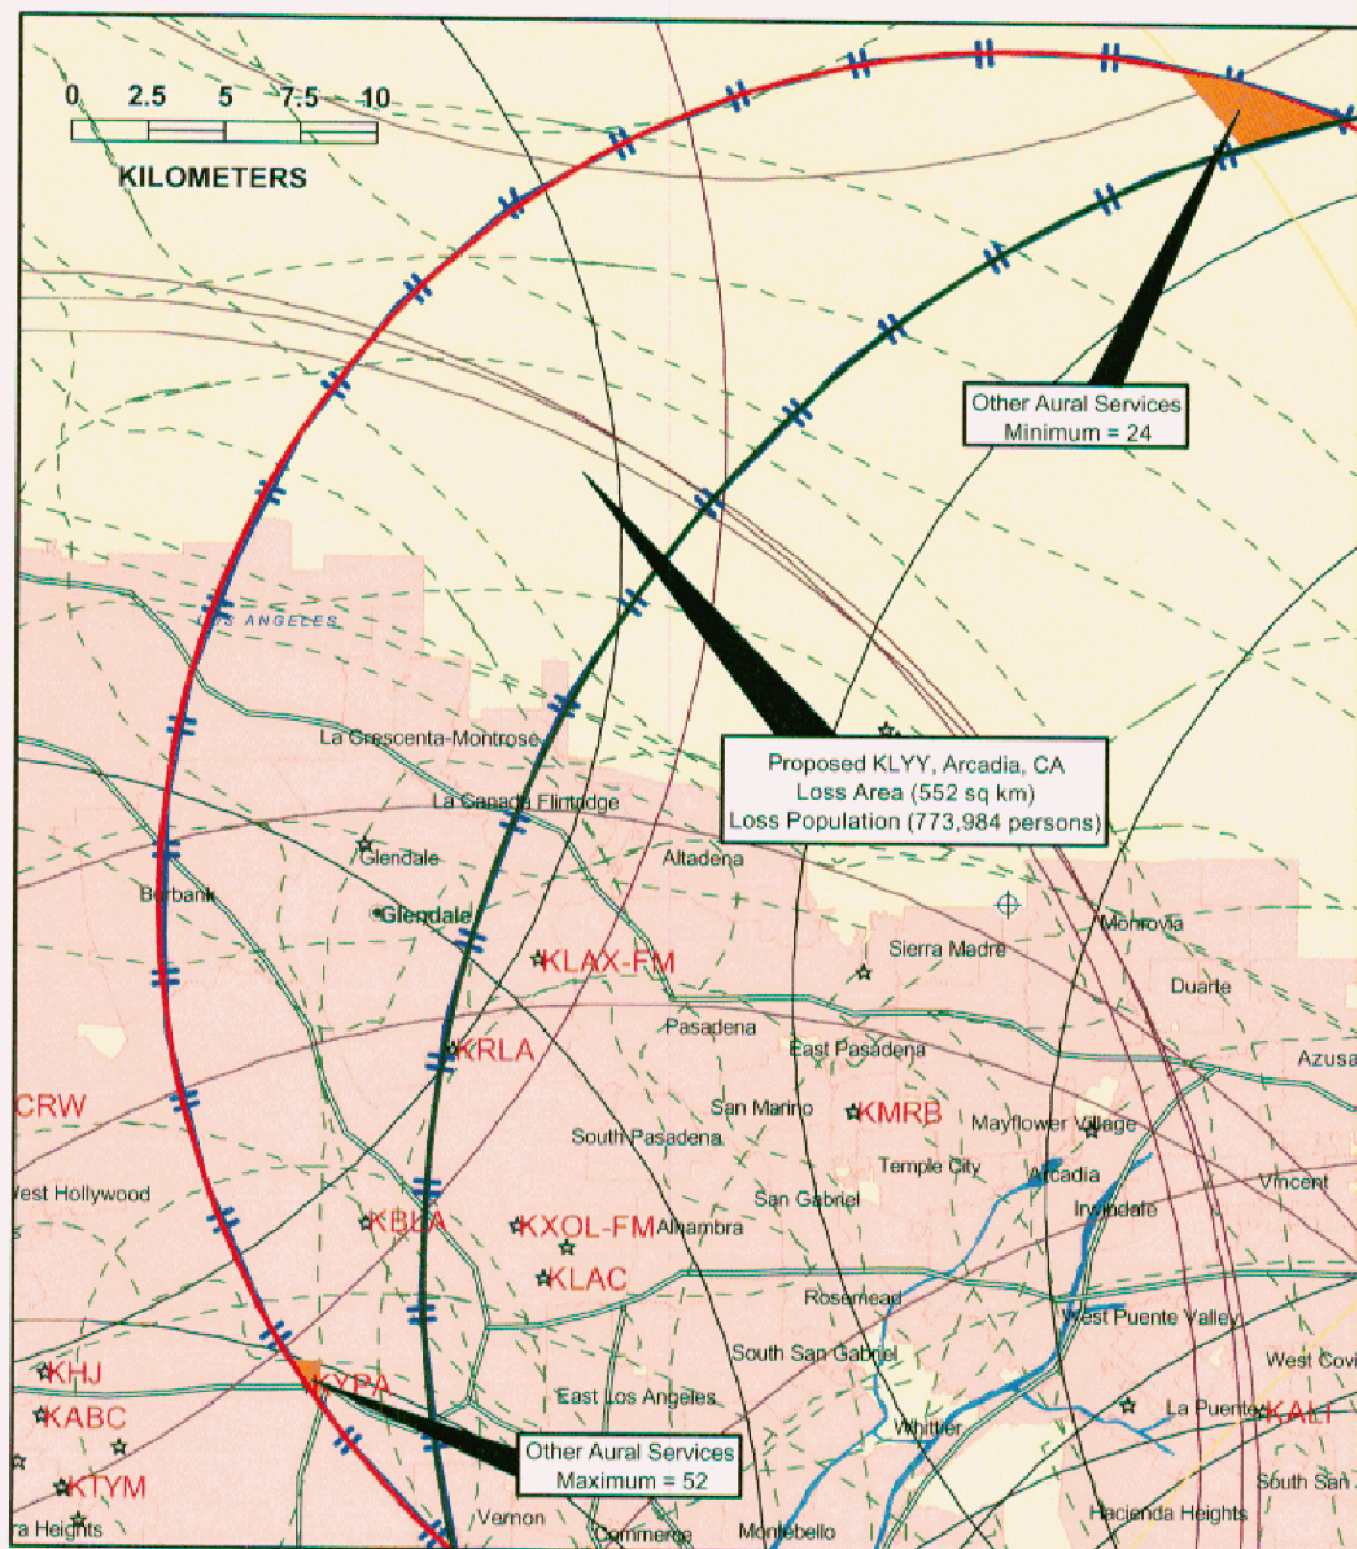 0 2.5 5 7.5 10
KILOMETERS
Other Aural Services
Minimum = 24
LOS ANGELES
La Crescenta-Montrose
Proposed KLYY, Arcadia, CA
Loss Area (552 sq km)
Loss Population (773,984 persons)
La Canada Flintridge
Glendale
Altadena
Burbank
Glendale
Monrovia
Sierra Madre
KLAX-FM
Duarte
Pasadena
KRLA
East Pasadena
Azusa
CRW
San Marino
KMRB
Mayflower Village
South Pasadena
Temple City
Arcadia
Vincent
West Hollywood
San Gabriel
Irwindale
KBLA
KXOL-FM
Alhambra
KLAC
Rosemead
West Puente Valley
South San Gabriel
West Covi
KHJ
KYPA
East Los Angeles
KABC
La Puente
KALI
Whittier
Other Aural Services
Maximum = 52
KTYM
South San
Vernon
Commerce
Montebello
Hacienda Heights
ra Heights